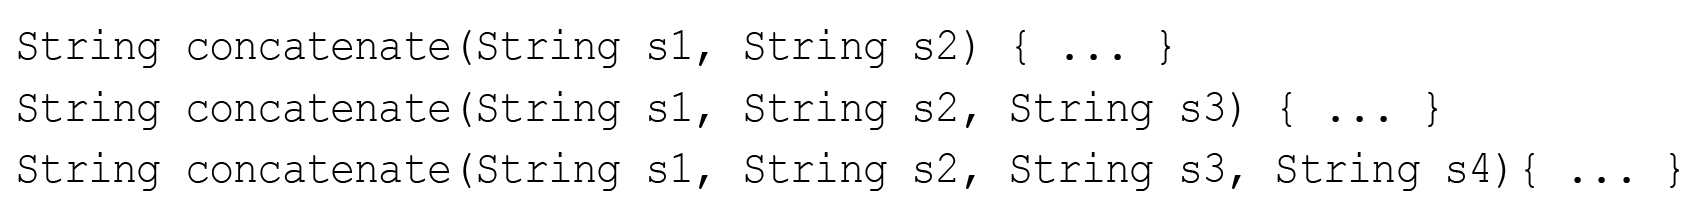 String concatenate(String s1, String s2) { ... }
String concatenate(String s1, String s2, String s3) { ... }
String concatenate(String s1, String s2, String s3, String s4){ ... }